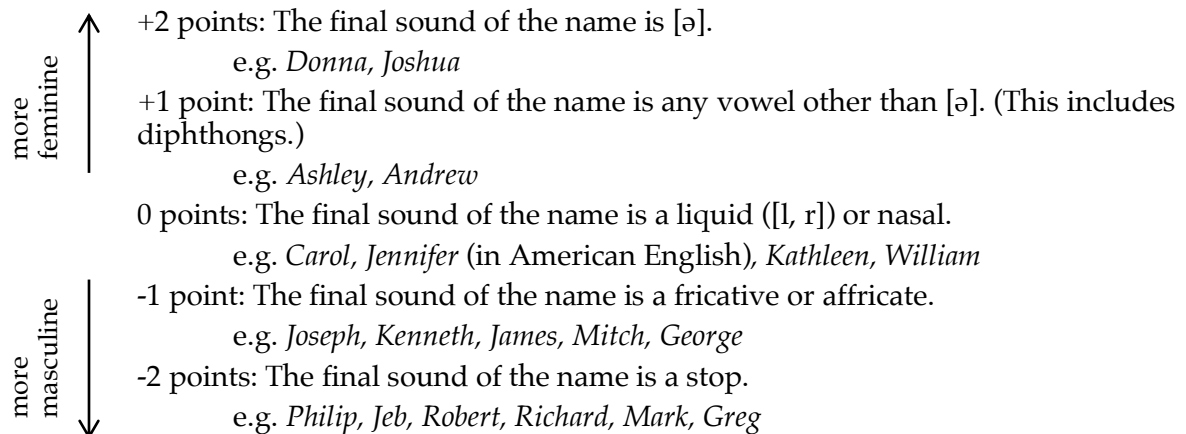 +2 points: The final sound of the name is [ə].
e.g. Donna, Joshua
+1 point: The final sound of the name is any vowel other than [ə]. (This includes
diphthongs.)
e.g. Ashley, Andrew
0 points: The final sound of the name is a liquid ([l, r]) or nasal.
e.g. Carol, Jennifer (in American English), Kathleen, William
-1 point: The final sound of the name is a fricative or affricate.
e.g. Joseph, Kenneth, James, Mitch, George
-2 points: The final sound of the name is a stop.
e.g. Philip, Jeb, Robert, Richard, Mark, Greg
more
feminine
more
masculine